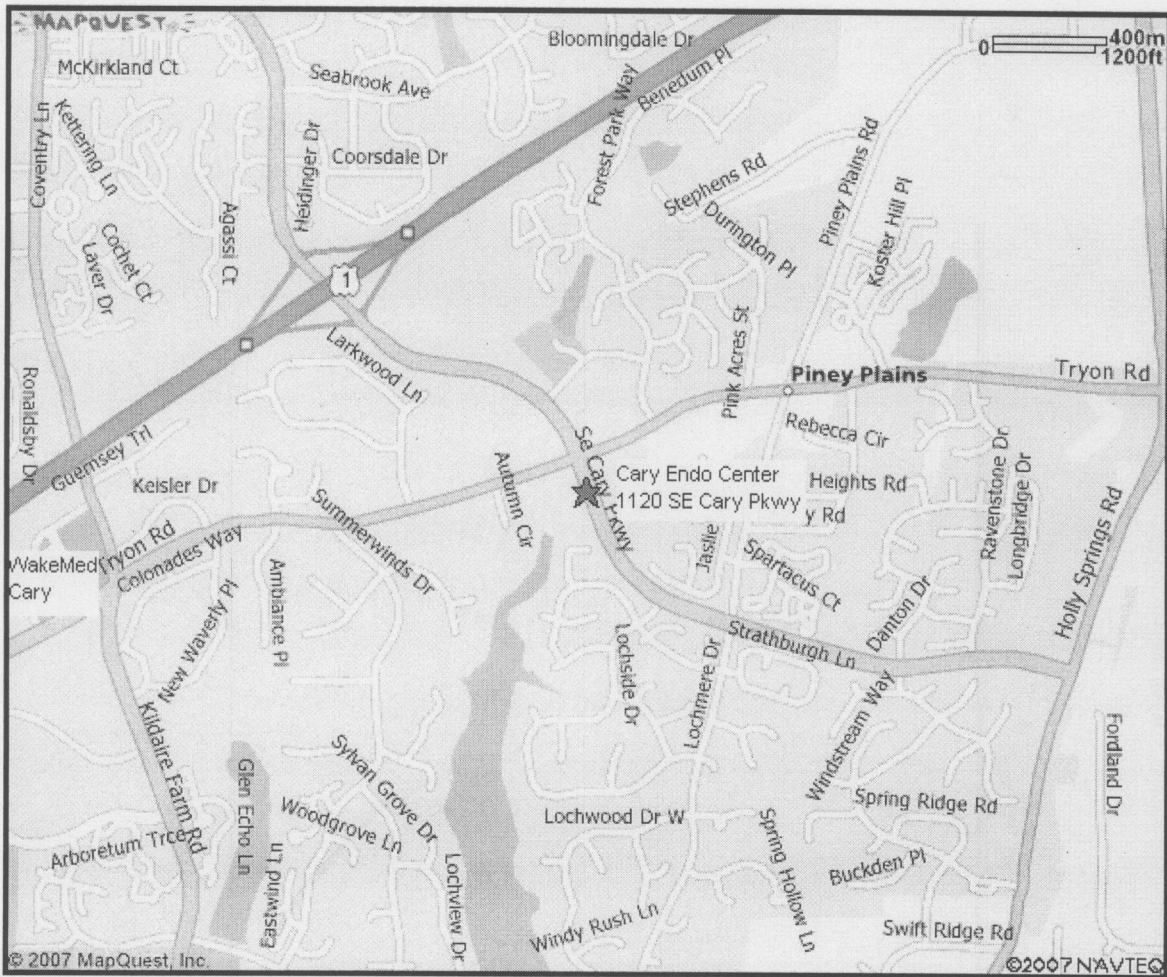 MAPQUEST
McKirkland Ct
Seabrook Ave
Bloomingdale Dr
0
400m
1200ft
Benedum Pl
Forest Park Way
Coventry Ln
Kettering Ln
Heidinger Dr
Coorsdale Dr
Stephens Rd
Piney Plains Rd
Agassi Ct
Durington Pl
Koster Hill Pl
Cochet Ct
Laver Dr
1
Larkwood Ln
Pink Acres St
Piney Plains
Tryon Rd
Ronaldsby Dr
Guernsey Trl
Rebecca Cir
Se Cary Pkwy
Keisler Dr
Autumn Cir
Cary Endo Center
1120 SE Cary Pkwy
Heights Rd
y Rd
Ravenstone Dr
Longbridge Dr
Summerwinds Dr
Tryon Rd
Colonades Way
WakeMed
Cary
Jaslie
Spartacus Ct
Holly Springs Rd
Ambiance Pl
New Waverly Pl
Danton Dr
Strathburgh Ln
Lochside Dr
Lochmere Dr
Windstream Way
Kildaire Farm Rd
Fordland Dr
Sylvan Grove Dr
Glen Echo Ln
Woodgrove Ln
Lochwood Dr W
Spring Ridge Rd
Arboretum Trce
Eastwind Ln
Lochview Dr
Spring Hollow Ln
Buckden Pl
Windy Rush Ln
Swift Ridge Rd
© 2007 MapQuest, Inc.
©2007 NAVTEQ